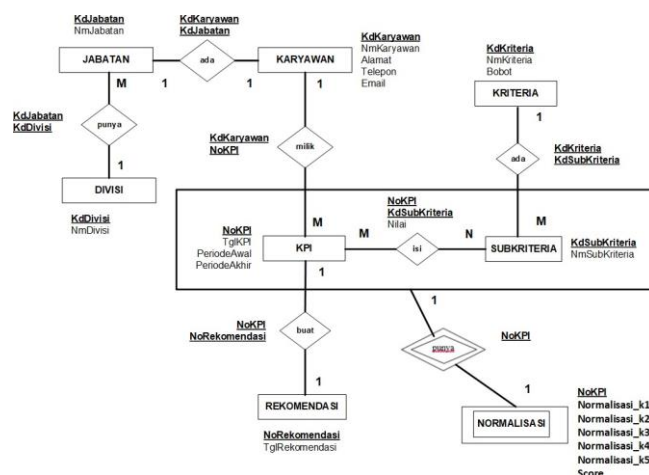 KdJabatan
NmJabatan
KdKaryawan
KdJabatan
KdKaryawan
NmKaryawan
Alamat
Telepon
Email
KdKriteria
NmKriteria
Bobot
JABATAN
ada
KARYAWAN
1
1
M
1
KRITERIA
1
KdJabatan
KdDivisi
punya
KdKaryawan
NoKPI
milik
ada
KdKriteria
KdSubKriteria
1
DIVISI
KdDivisi
NmDivisi
NoKPI
KdSubKriteria
Nilai
NoKPI
TglKPI
PeriodeAwal
PeriodeAkhir
M
M
N
M
KPI
isi
SUBKRITERIA
KdSubKriteria
NmSubKriteria
1
1
NoKPI
NoRekomendasi
buat
punya
NoKPI
1
1
REKOMENDASI
NoRekomendasi
TglRekomendasi
NORMALISASI
NoKPI
Normalisasi_k1
Normalisasi_k2
Normalisasi_k3
Normalisasi_k4
Normalisasi_k5
Score